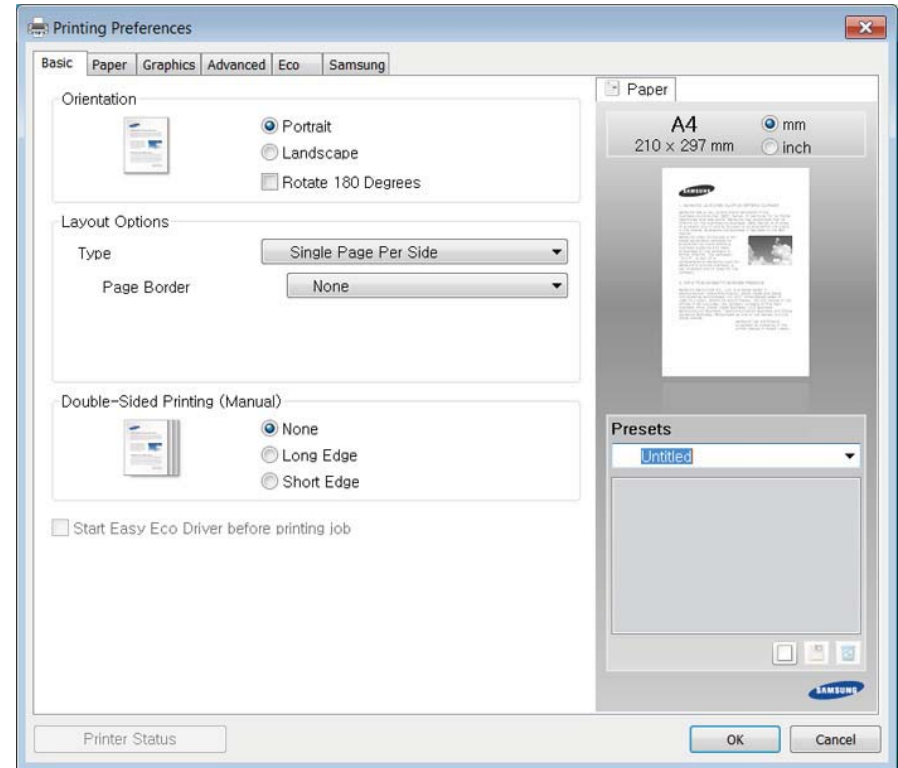 Printing Preferences
Basic Paper Graphics Advanced Eco Samsung
Orientation
Portrait
Landscape
Rotate 180 Degrees
Layout Options
Type Single Page Per Side
Page Border None
Double-Sided Printing (Manual)
None
Long Edge
Short Edge
Start Easy Eco Driver before printing job
Paper
A4
210 x 297 mm
mm
inch
SAMSUNG
Presets
Untitled
SAMSUNG
Printer Status
OK Cancel